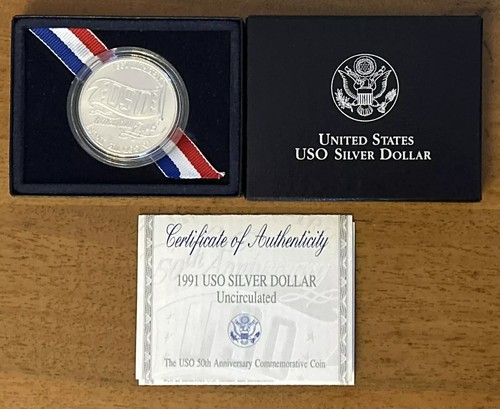 USO
UNITED STATES
USO SILVER DOLLAR
Certificate of Authenticity
1991 USO SILVER DOLLAR
Uncirculated
The USO 50th Anniversary Commemorative Coin